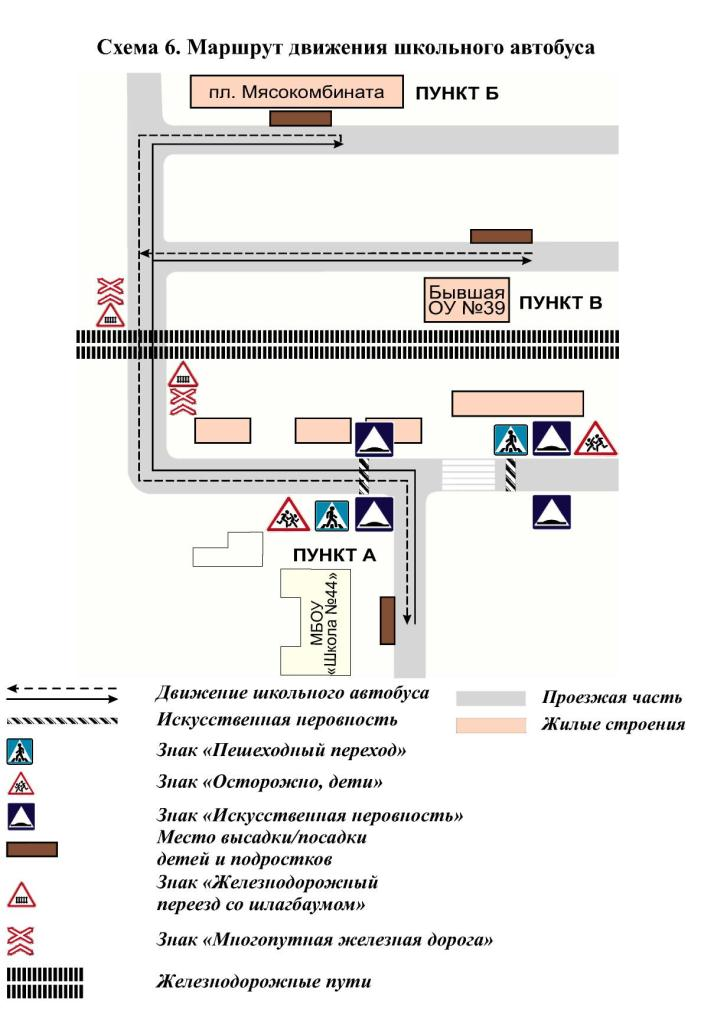 Схема 6. Маршрут движения школьного автобуса
пл. Мясокомбината
ПУНКТ Б
Бывшая
ОУ №39
ПУНКТ В
ПУНКТ А
МБОУ
«Школа №44»
Движение школьного автобуса
Искусственная неровность
Знак «Пешеходный переход»
Знак «Осторожно, дети»
Знак «Искусственная неровность»
Место высадки/посадки
детей и подростков
Знак «Железнодорожный
переезд со шлагбаумом»
Знак «Многопутная железная дорога»
Железнодорожные пути
Проезжая часть
Жилые строения